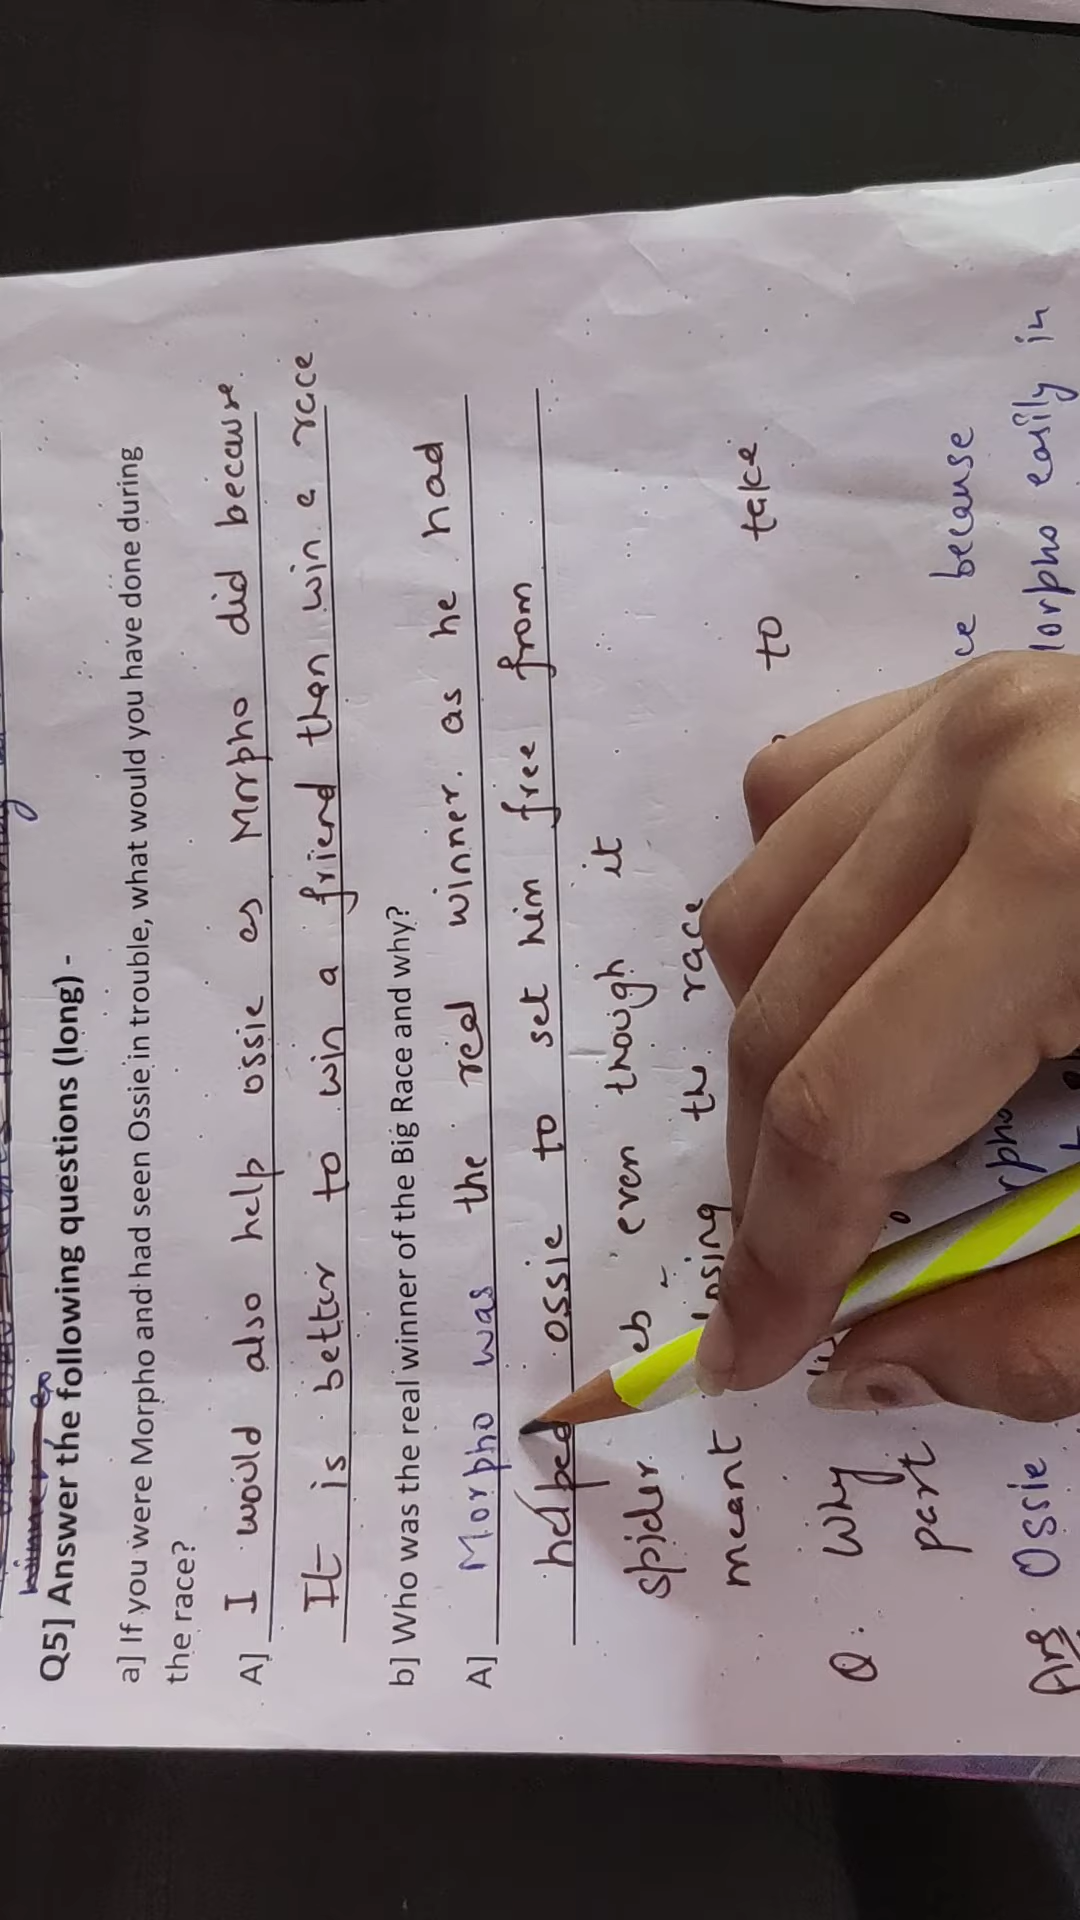 Q5] Answer the following questions (long) -
a] If you were Morpho and had seen Ossie in trouble, what would you have done during
the race?
A] I would also help ossie as Morpho did because
It is better to win a friend then win a race
b] Who was the real winner of the Big Race and why?
A] Morpho was the real winner. as he had
helped ossie to set him free from
spider even though it
meant losing the race
Q. Why to take
part
Ans Ossie ce because
orpho easily in